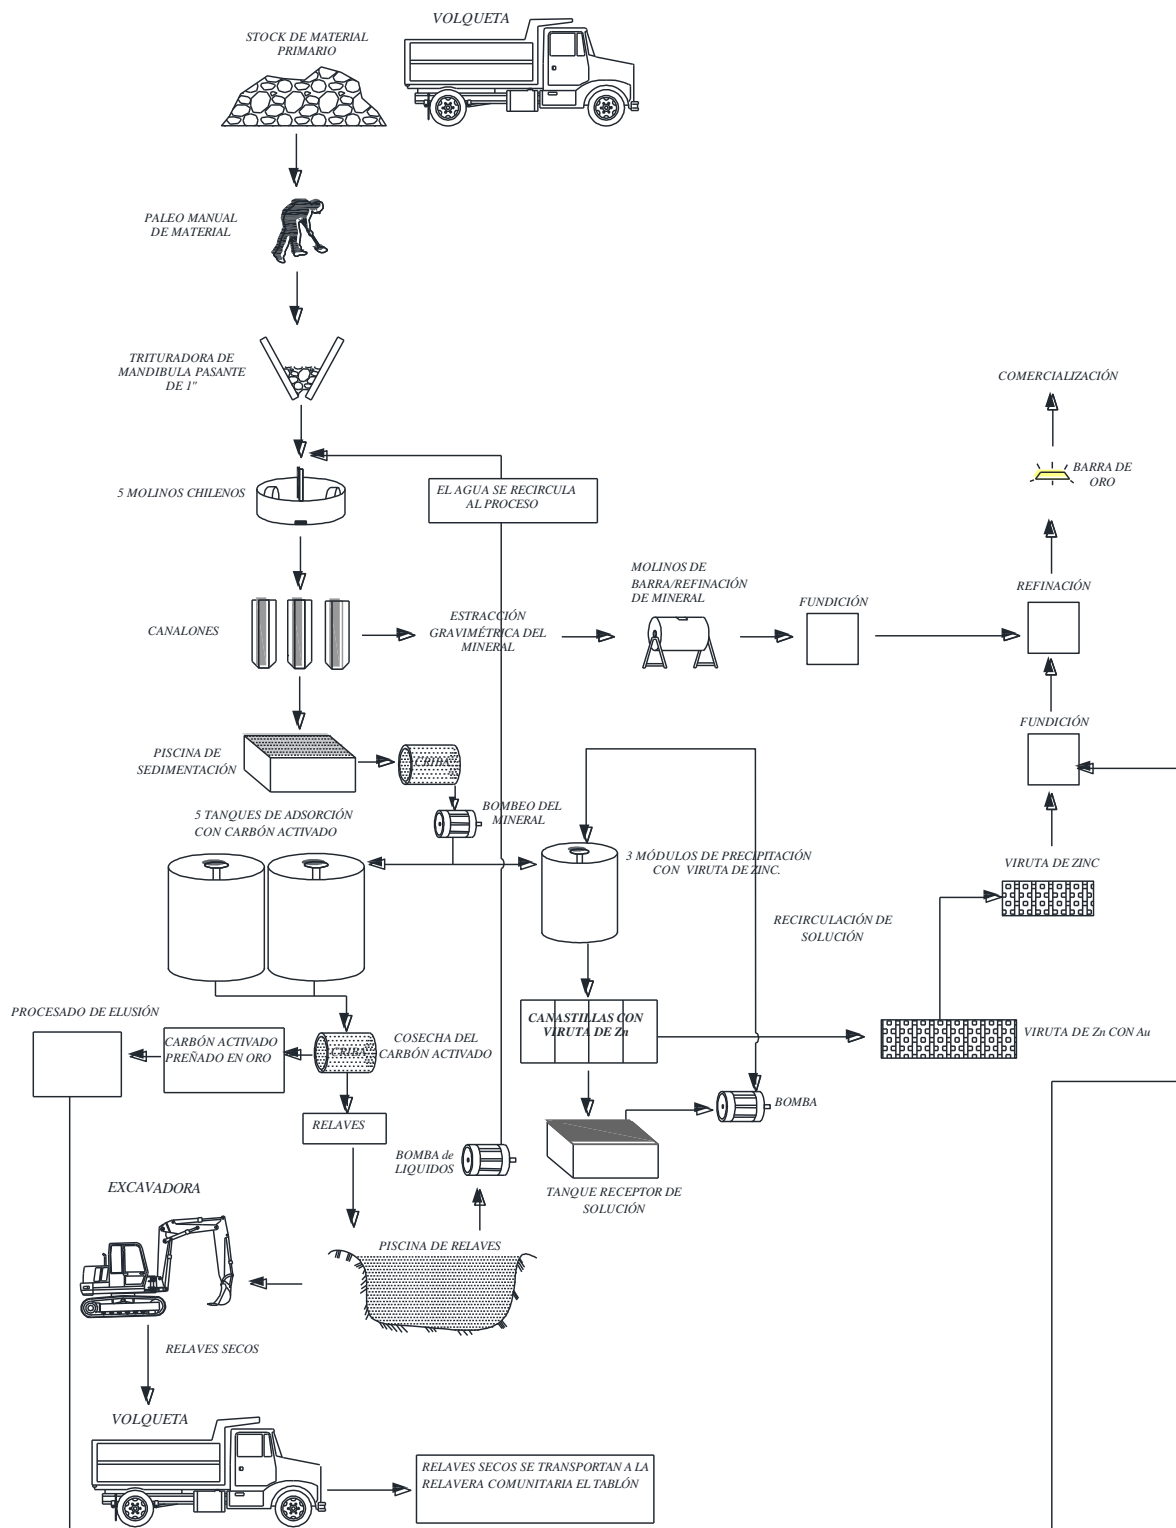 VOLQUETA
STOCK DE MATERIAL
PRIMARIO
PALEO MANUAL
DE MATERIAL
TRITURADORA DE
MANDIBULA PASANTE
DE 1"
COMERCIALIZACIÓN
BARRA DE
ORO
5 MOLINOS CHILENOS
EL AGUA SE RECIRCULA
AL PROCESO
MOLINOS DE
BARRA/REFINACIÓN
DE MINERAL
FUNDICIÓN
REFINACIÓN
CANALONES
ESTRACCIÓN
GRAVIMÉTRICA DEL
MINERAL
FUNDICIÓN
PISCINA DE
SEDIMENTACIÓN
CRIBA
BOMBEO DEL
MINERAL
5 TANQUES DE ADSORCIÓN
CON CARBÓN ACTIVADO
3 MÓDULOS DE PRECIPITACIÓN
CON VIRUTA DE ZINC.
VIRUTA DE ZINC
RECIRCULACIÓN DE
SOLUCIÓN
PROCESADO DE ELUSIÓN
CARBÓN ACTIVADO
PREÑADO EN ORO
CRIBA
COSECHA DEL
CARBÓN ACTIVADO
CANASTILLAS CON
VIRUTA DE Zn
VIRUTA DE Zn CON Au
RELAVES
BOMBA
BOMBA de
LIQUIDOS
TANQUE RECEPTOR DE
SOLUCIÓN
EXCAVADORA
PISCINA DE RELAVES
RELAVES SECOS
VOLQUETA
RELAVES SECOS SE TRANSPORTAN A LA
RELAVERA COMUNITARIA EL TABLÓN